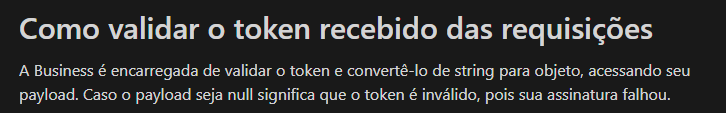 Como validar o token recebido das requisições
A Business é encarregada de validar o token e convertê-lo de string para objeto, acessando seu
payload. Caso o payload seja null significa que o token é inválido, pois sua assinatura falhou.